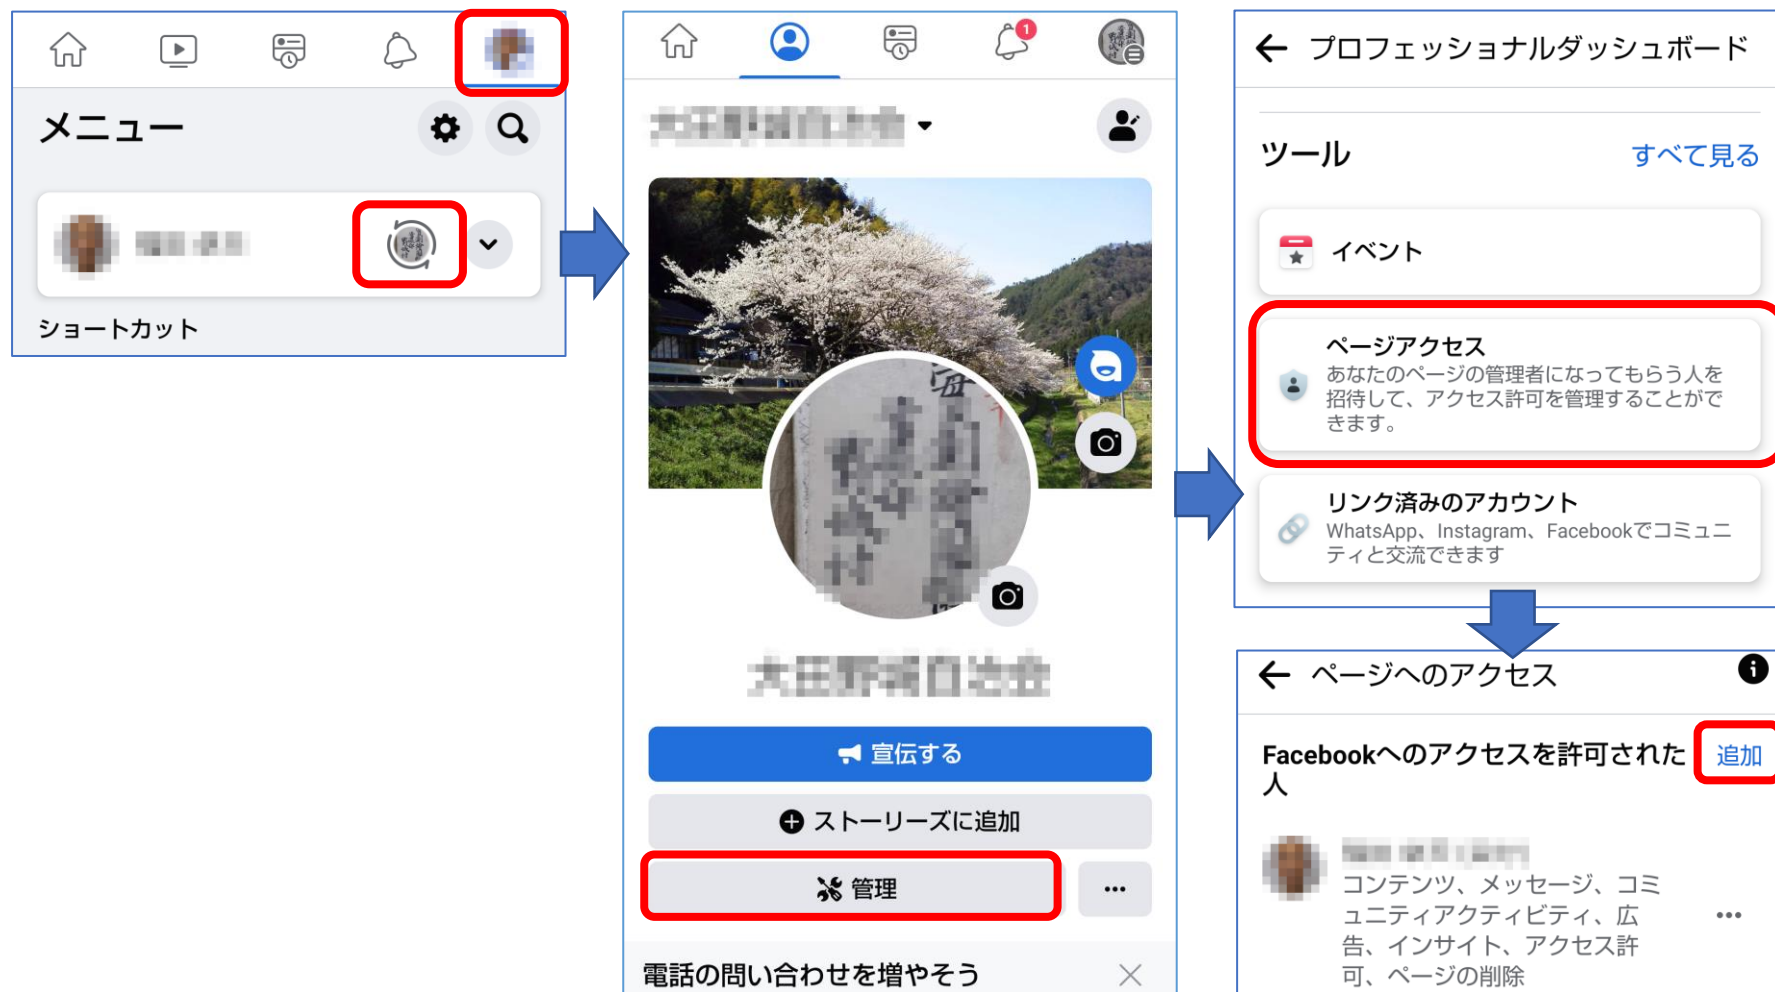 メニュー
ショートカット
1
宣伝する
ストーリーズに追加
管理
電話の問い合わせを増やそう
プロフェッショナルダッシュボード
ツール
すべて見る
イベント
ページアクセス
あなたのページの管理者になってもらう人を
招待して、アクセス許可を管理することがで
きます。
リンク済みのアカウント
WhatsApp、Instagram、Facebookでコミュニ
ティと交流できます
ページへのアクセス
Facebookへのアクセスを許可された
人
追加
コンテンツ、メッセージ、コミ
ュニティアクティビティ、広
告、インサイト、アクセス許
可、ページの削除